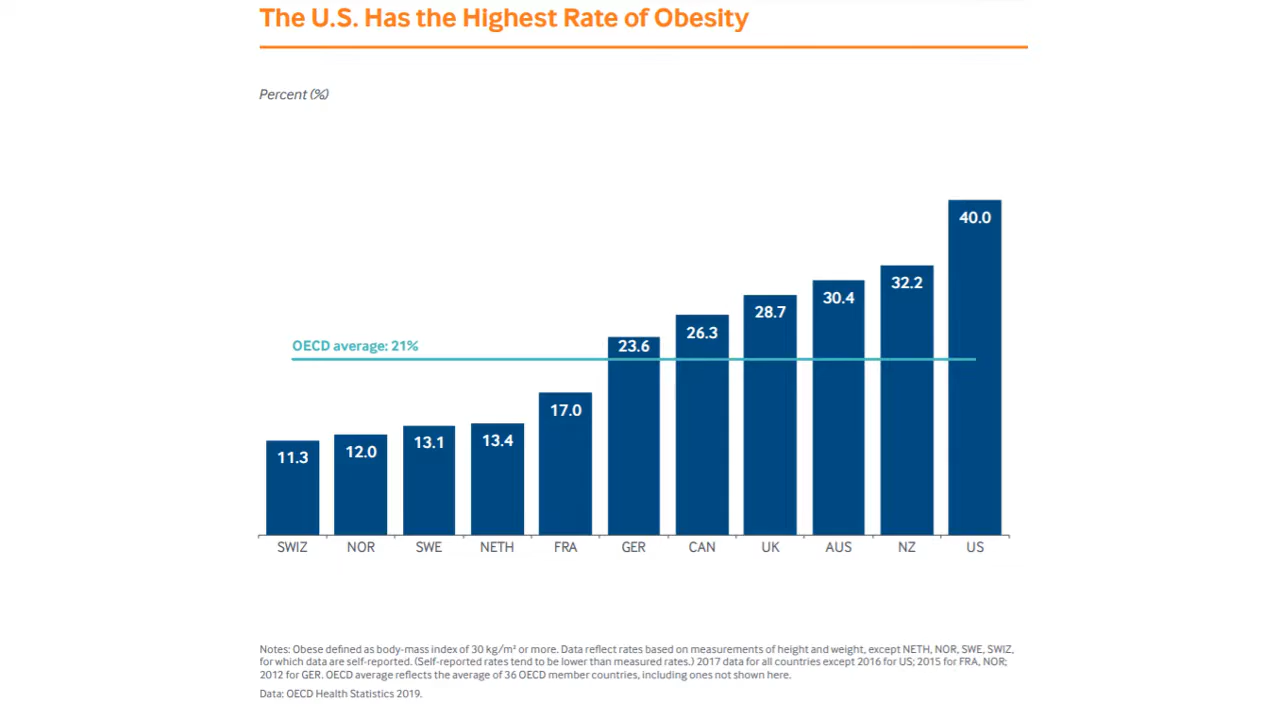 The U.S. Has the Highest Rate of Obesity
Percent (%)
40.0
32.2
30.4
28.7
26.3
OECD average: 21%
23.6
17.0
13.4
13.1
12.0
11.3
SWIZ NOR SWE NETH FRA GER CAN UK AUS NZ US
Notes: Obese defined as body-mass index of 30 kg/m² or more. Data reflect rates based on measurements of height and weight, except NETH, NOR, SWE, SWIZ,
for which data are self-reported. (Self-reported rates tend to be lower than measured rates.) 2017 data for all countries except 2016 for US; 2015 for FRA, NOR;
2012 for GER. OECD average reflects the average of 36 OECD member countries, including ones not shown here.
Data: OECD Health Statistics 2019.